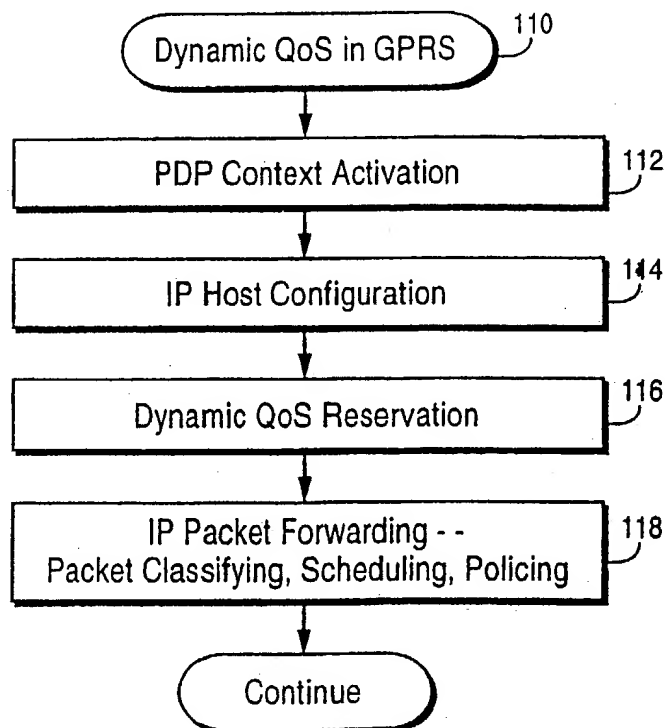 Dynamic QoS in GPRS
110
PDP Context Activation
112
IP Host Configuration
114
Dynamic QoS Reservation
116
IP Packet Forwarding - -
Packet Classifying, Scheduling, Policing
118
Continue